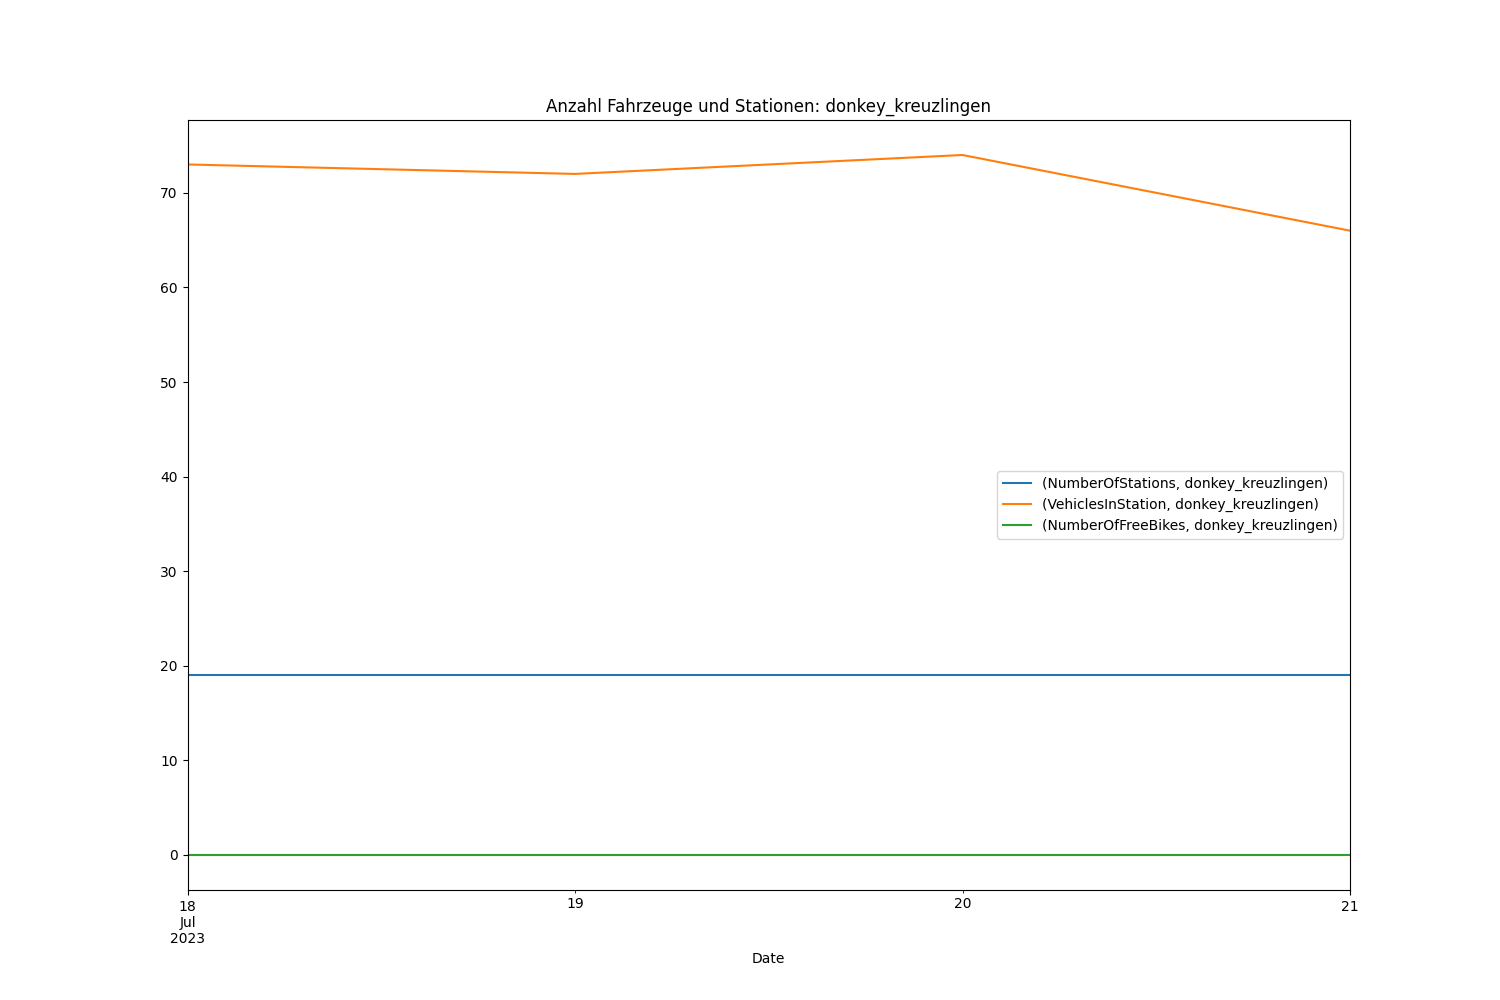 Anzahl Fahrzeuge und Stationen: donkey_kreuzlingen
70
60
50
40
30
20
10
0
(NumberOfStations, donkey_kreuzlingen)
(VehiclesInStation, donkey_kreuzlingen)
(NumberOfFreeBikes, donkey_kreuzlingen)
18 19 20 21
Jul
2023
Date